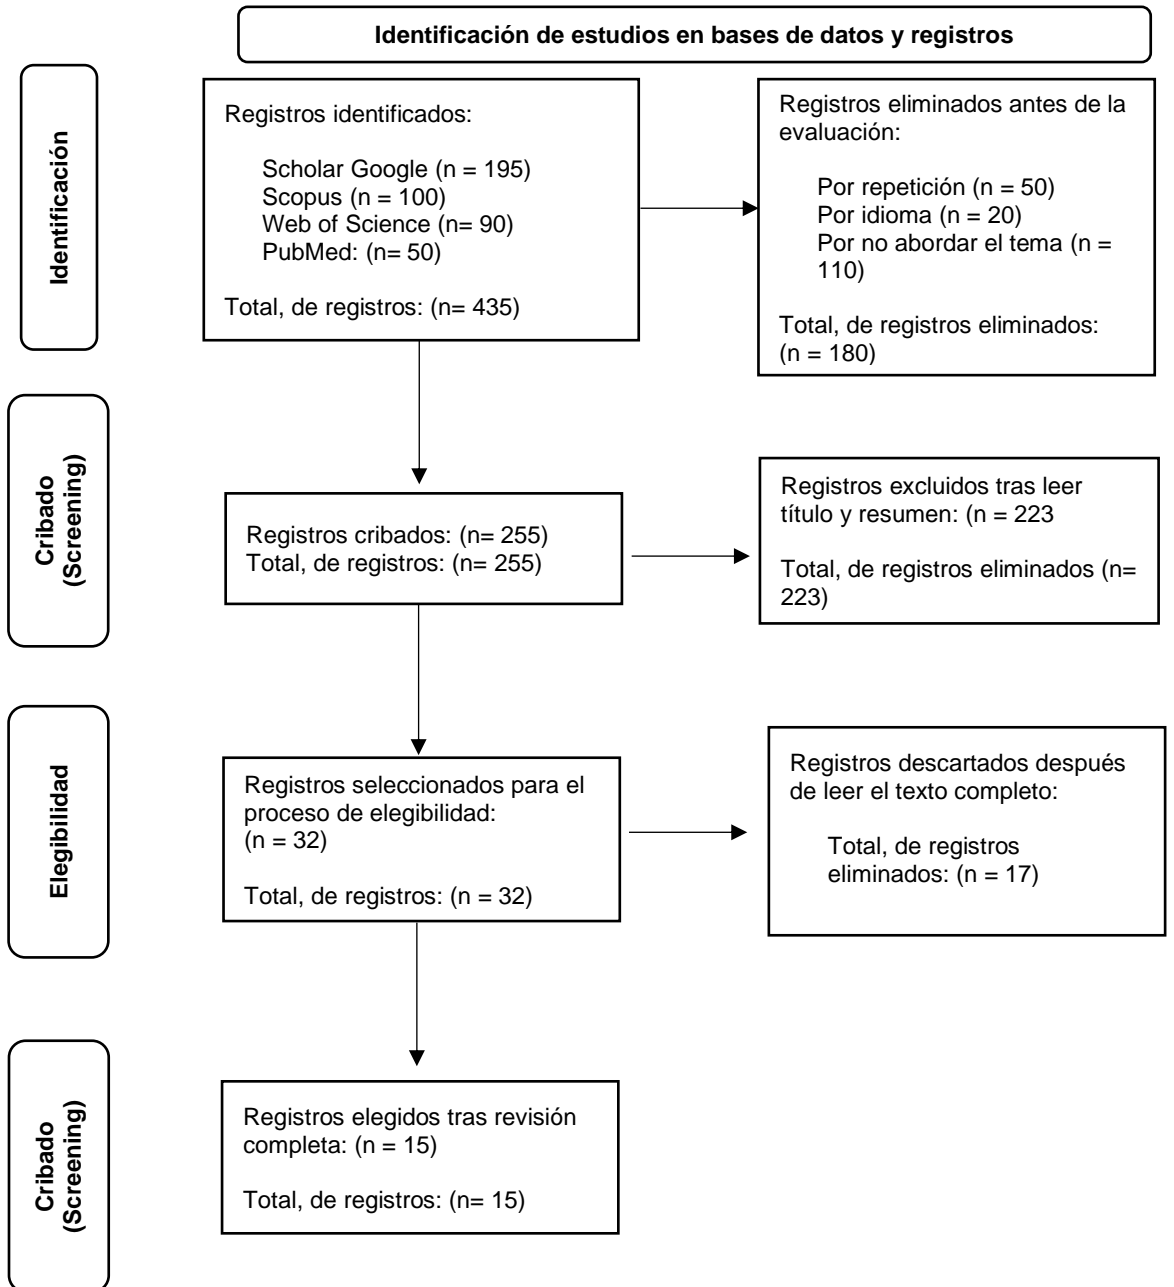 Identificación de estudios en bases de datos y registros
Identificación
Registros identificados:
Scholar Google (n = 195)
Scopus (n = 100)
Web of Science (n= 90)
PubMed: (n= 50)
Total, de registros: (n= 435)
Registros eliminados antes de la
evaluación:
Por repetición (n = 50)
Por idioma (n = 20)
Por no abordar el tema (n =
110)
Total, de registros eliminados:
(n = 180)
Cribado
(Screening)
Registros cribados: (n= 255)
Total, de registros: (n= 255)
Registros excluidos tras leer
título y resumen: (n = 223
Total, de registros eliminados (n=
223)
Elegibilidad
Registros seleccionados para el
proceso de elegibilidad:
(n = 32)
Total, de registros: (n = 32)
Registros descartados después
de leer el texto completo:
Total, de registros
eliminados: (n = 17)
Cribado
(Screening)
Registros elegidos tras revisión
completa: (n = 15)
Total, de registros: (n= 15)